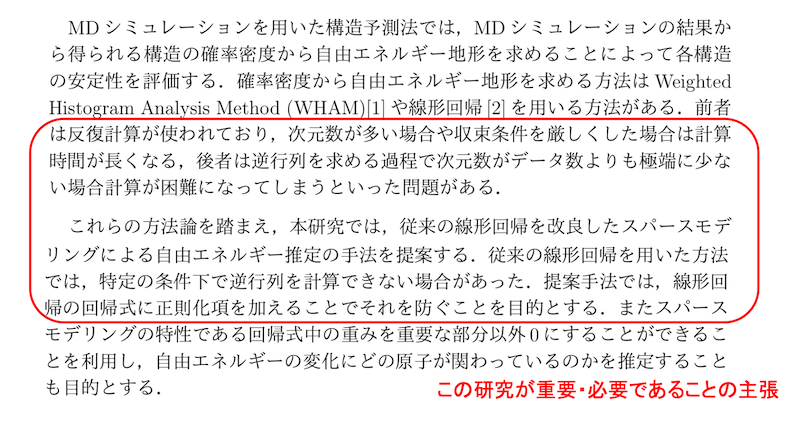 MD シミュレーションを用いた構造予測法では，MD シミュレーションの結果か
ら得られる構造の確率密度から自由エネルギー地形を求めることによって各構造
の安定性を評価する．確率密度から自由エネルギー地形を求める方法は Weighted
Histogram Analysis Method (WHAM)[1] や線形回帰 [2] を用いる方法がある．前者
は反復計算が使われており，次元数が多い場合や収束条件を厳しくした場合は計算
時間が長くなる，後者は逆行列を求める過程で次元数がデータ数よりも極端に少な
い場合計算が困難になってしまうといった問題がある．
これらの方法論を踏まえ，本研究では，従来の線形回帰を改良したスパースモデ
リングによる自由エネルギー推定の手法を提案する．従来の線形回帰を用いた方法
では，特定の条件下で逆行列を計算できない場合があった．提案手法では，線形回
帰の回帰式に正則化項を加えることでそれを防ぐことを目的とする．またスパース
モデリングの特性である回帰式中の重みを重要な部分以外 0 にすることができるこ
とを利用し，自由エネルギーの変化にどの原子が関わっているのかを推定すること
も目的とする．
この研究が重要・必要であることの主張